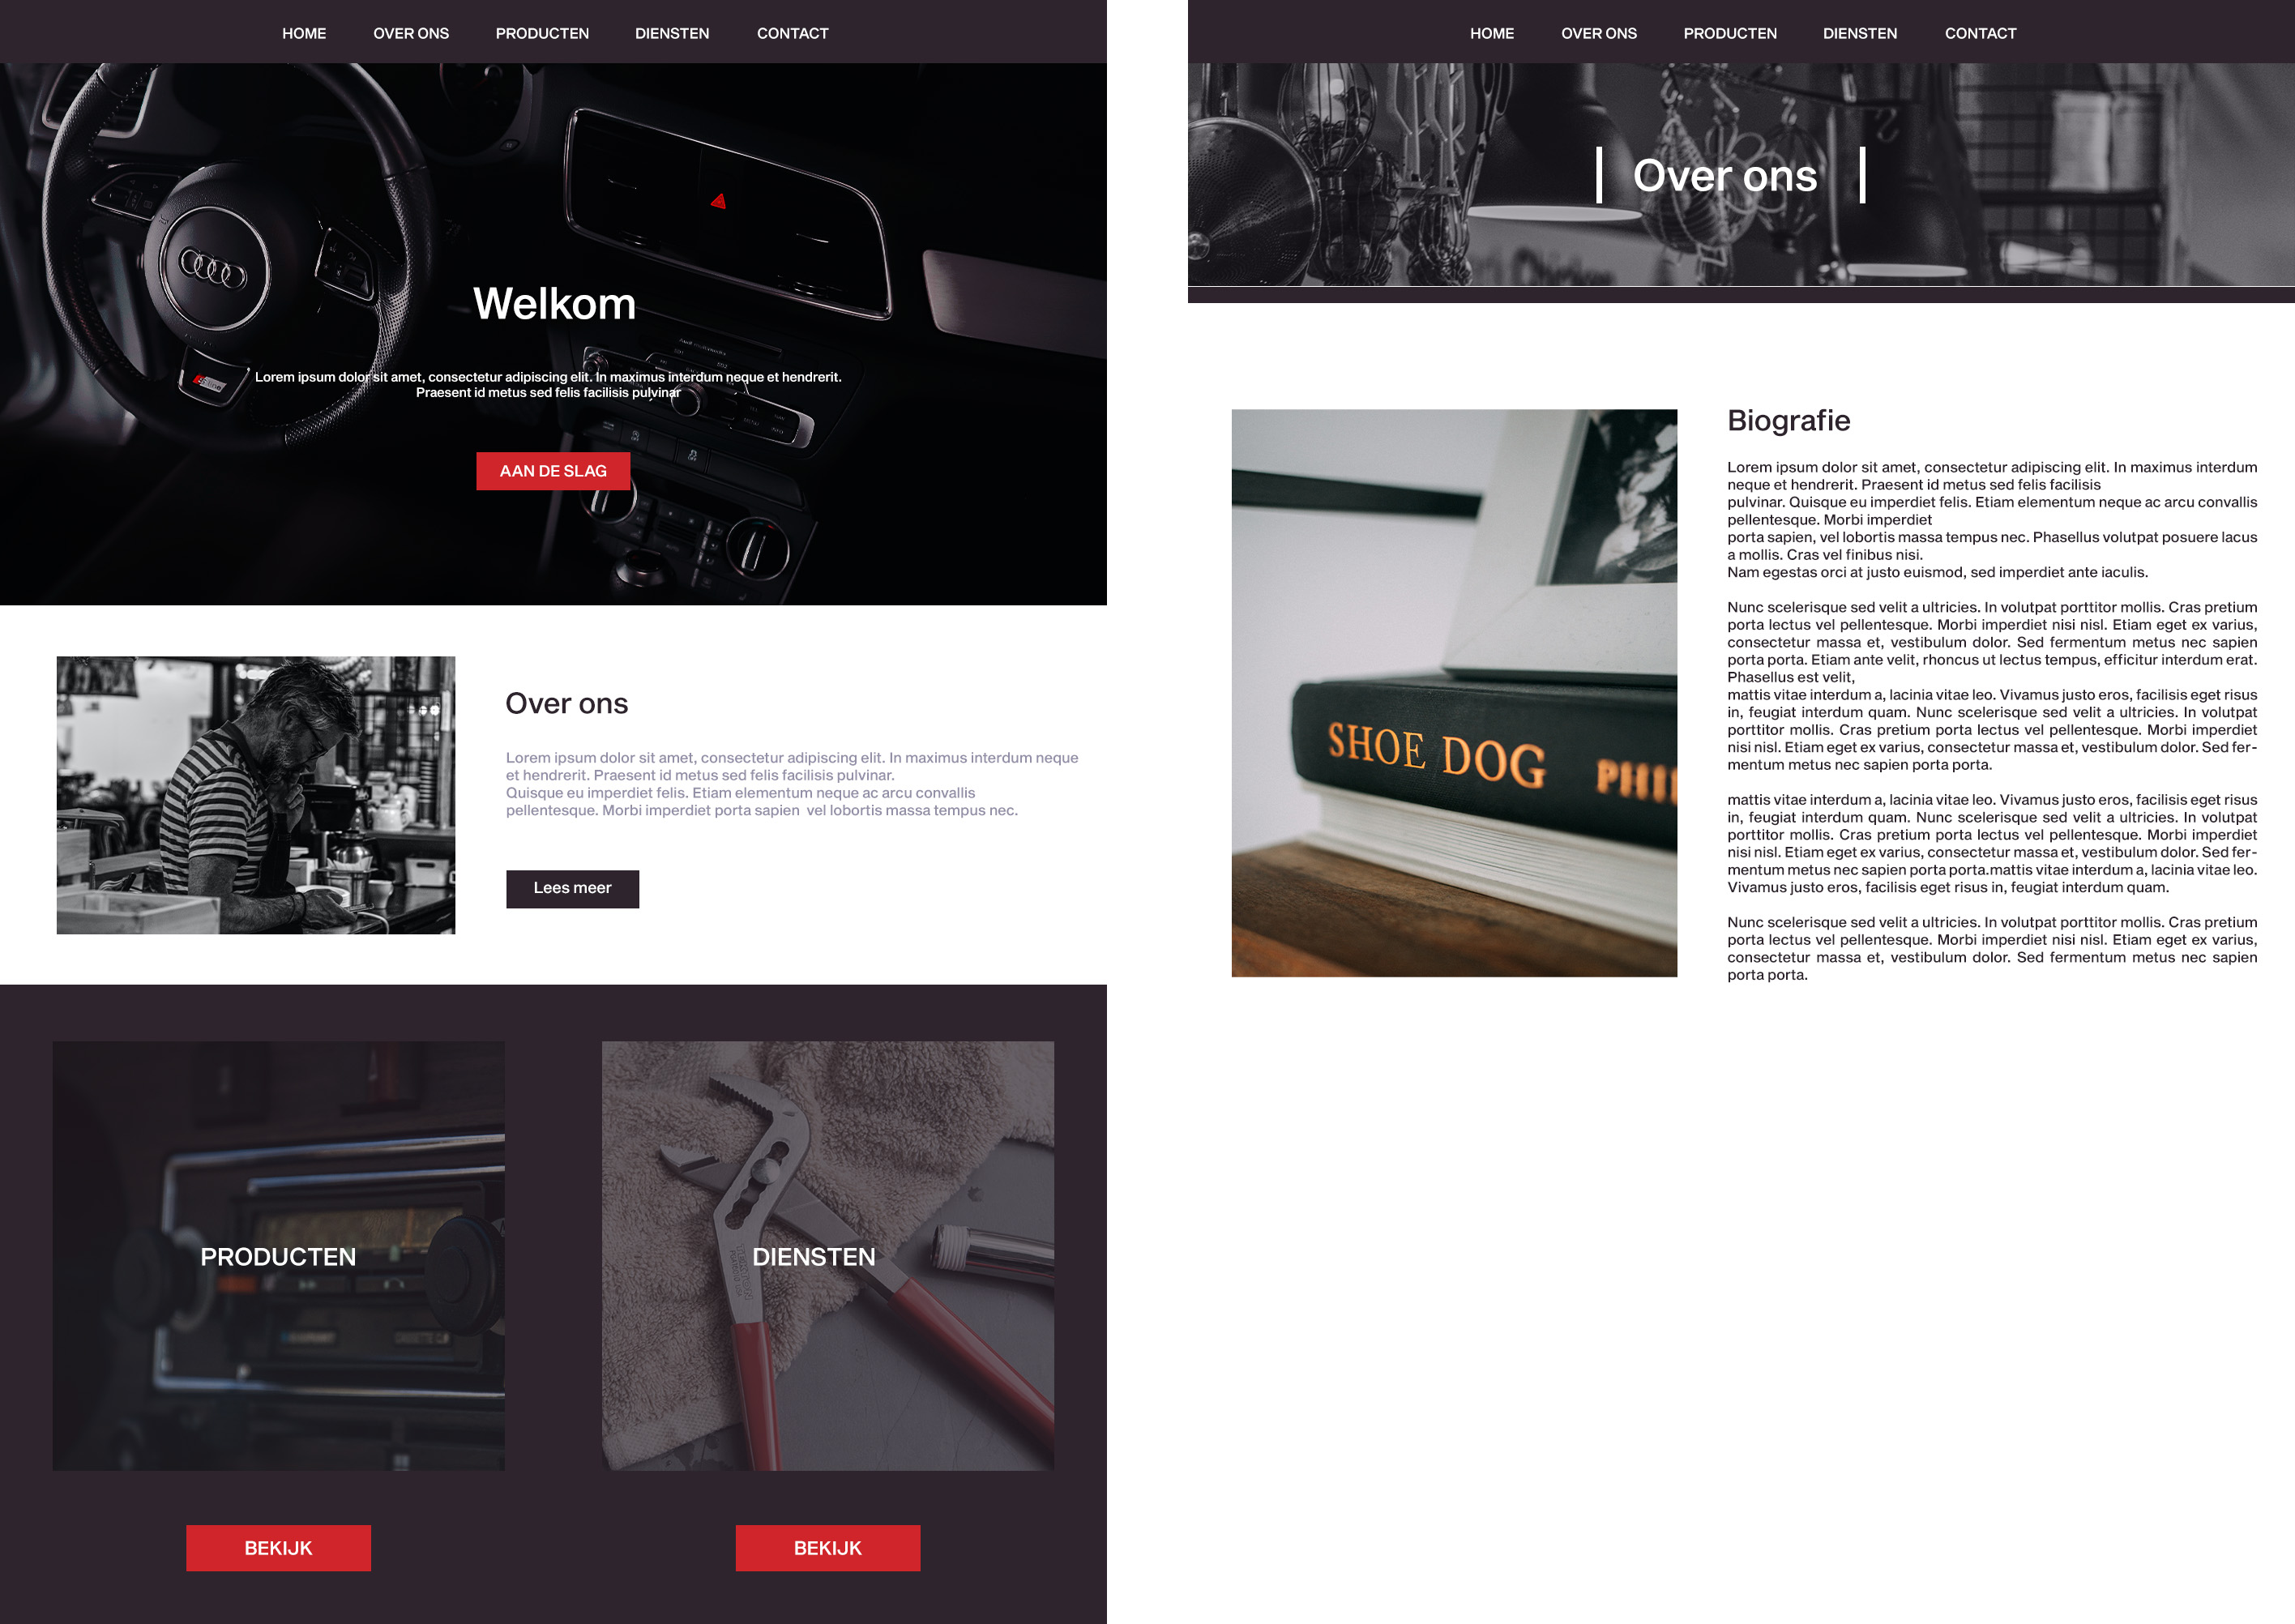 HOME OVER ONS PRODUCTEN DIENSTEN CONTACT
Welkom
Lorem ipsum dolor sit amet, consectetur adipiscing elit. In maximus interdum neque et hendrerit.
Praesent id metus sed felis facilisis pulvinar
AAN DE SLAG
Over ons
Lorem ipsum dolor sit amet, consectetur adipiscing elit. In maximus interdum neque
et hendrerit. Praesent id metus sed felis facilisis pulvinar.
Quisque eu imperdiet felis. Etiam elementum neque ac arcu convallis
pellentesque. Morbi imperdiet porta sapien  vel lobortis massa tempus nec.
Lees meer
PRODUCTEN
DIENSTEN
BEKIJK
BEKIJK
HOME OVER ONS PRODUCTEN DIENSTEN CONTACT
Over ons
SHOE DOG
Biografie
Lorem ipsum dolor sit amet, consectetur adipiscing elit. In maximus interdum
neque et hendrerit. Praesent id metus sed felis facilisis
pulvinar. Quisque eu imperdiet felis. Etiam elementum neque ac arcu convallis
pellentesque. Morbi imperdiet
porta sapien, vel lobortis massa tempus nec. Phasellus volutpat posuere lacus
a mollis. Cras vel finibus nisi.
Nam egestas orci at justo euismod, sed imperdiet ante iaculis.
Nunc scelerisque sed velit a ultricies. In volutpat porttitor mollis. Cras pretium
porta lectus vel pellentesque. Morbi imperdiet nisi nisl. Etiam eget ex varius,
consectetur massa et, vestibulum dolor. Sed fermentum metus nec sapien
porta porta. Etiam ante velit, rhoncus ut lectus tempus, efficitur interdum erat.
Phasellus est velit,
mattis vitae interdum a, lacinia vitae leo. Vivamus justo eros, facilisis eget risus
in, feugiat interdum quam. Nunc scelerisque sed velit a ultricies. In volutpat
porttitor mollis. Cras pretium porta lectus vel pellentesque. Morbi imperdiet
nisi nisl. Etiam eget ex varius, consectetur massa et, vestibulum dolor. Sed fer-
mentum metus nec sapien porta porta.
mattis vitae interdum a, lacinia vitae leo. Vivamus justo eros, facilisis eget risus
in, feugiat interdum quam. Nunc scelerisque sed velit a ultricies. In volutpat
porttitor mollis. Cras pretium porta lectus vel pellentesque. Morbi imperdiet
nisi nisl. Etiam eget ex varius, consectetur massa et, vestibulum dolor. Sed fer-
mentum metus nec sapien porta porta.mattis vitae interdum a, lacinia vitae leo.
Vivamus justo eros, facilisis eget risus in, feugiat interdum quam.
Nunc scelerisque sed velit a ultricies. In volutpat porttitor mollis. Cras pretium
porta lectus vel pellentesque. Morbi imperdiet nisi nisl. Etiam eget ex varius,
consectetur massa et, vestibulum dolor. Sed fermentum metus nec sapien
porta porta.